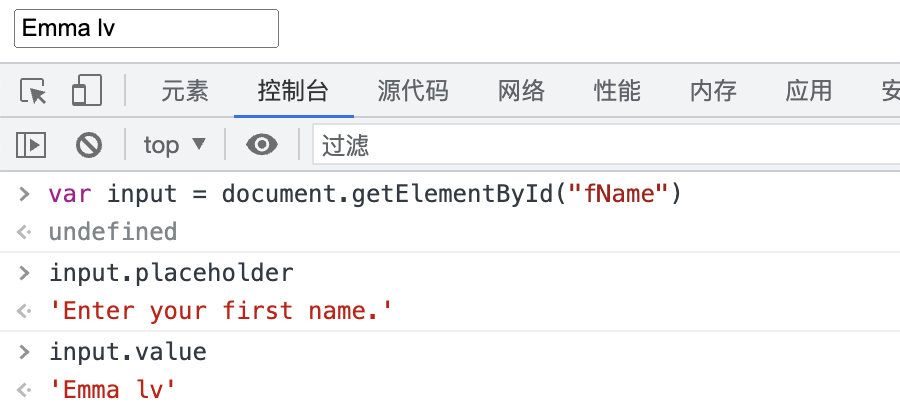 Emma lv
元素 控制台 源代码 网络 性能 内存 应用
top ▼ 过滤
> var input = document.getElementById("fName")
undefined
> input.placeholder
'Enter your first name.'
> input.value
'Emma lv'